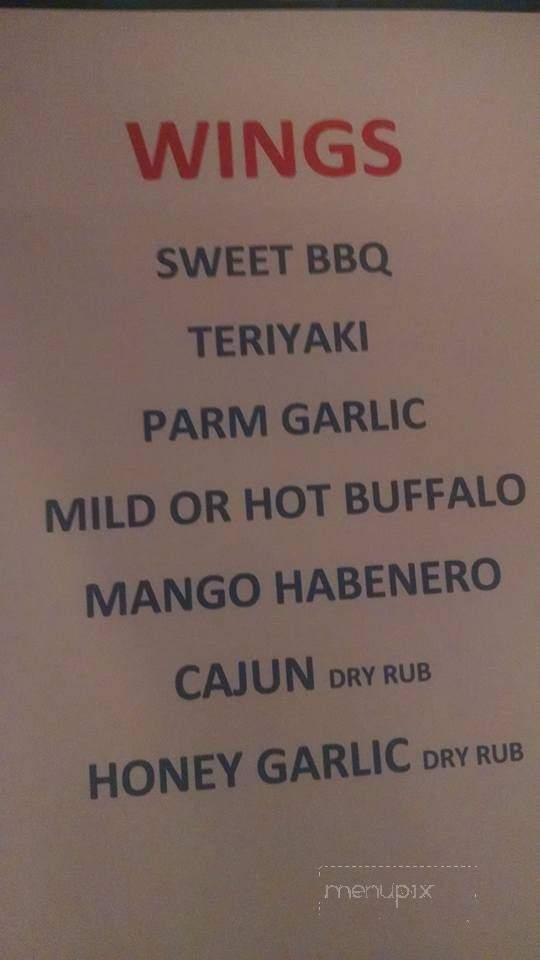 WINGS
SWEET BBQ
TERIYAKI
PARM GARLIC
MILD OR HOT BUFFALO
MANGO HABENERO
CAJUN DRY RUB
HONEY GARLIC DRY RUB
menupix